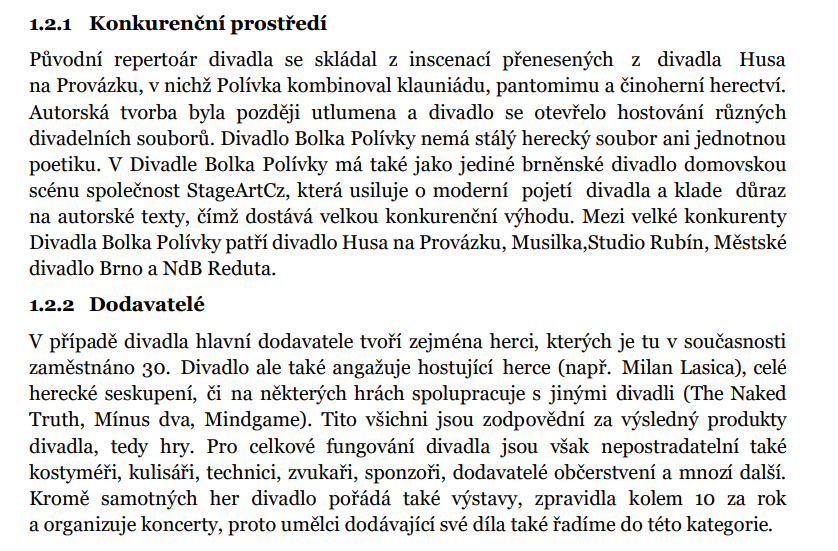 1.2.1 Konkurenční prostředí
Původní repertoár divadla se skládal z inscenací přenesených z divadla Husa
na Provázku, v nichž Polívka kombinoval klauniádu, pantomimu a činoherní herectví.
Autorská tvorba byla později utlumena a divadlo se otevřelo hostování různých
divadelních souborů. Divadlo Bolka Polívky nemá stálý herecký soubor ani jednotnou
poetiku. V Divadle Bolka Polívky má také jako jediné brněnské divadlo domovskou
scénu společnost StageArtCz, která usiluje o moderní pojetí divadla a klade důraz
na autorské texty, čímž dostává velkou konkurenční výhodu. Mezi velké konkurenty
Divadla Bolka Polívky patří divadlo Husa na Provázku, Musilka,Studio Rubín, Městské
divadlo Brno a NdB Reduta.
1.2.2 Dodavatelé
V případě divadla hlavní dodavatele tvoří zejména herci, kterých je tu v současnosti
zaměstnáno 30. Divadlo ale také angažuje hostující herce (např. Milan Lasica), celé
herecké seskupení, či na některých hrách spolupracuje s jinými divadli (The Naked
Truth, Mínus dva, Mindgame). Tito všichni jsou zodpovědní za výsledný produkty
divadla, tedy hry. Pro celkové fungování divadla jsou však nepostradatelní také
kostyméři, kulisáři, technici, zvukaři, sponzoři, dodavatelé občerstvení a mnozí další.
Kromě samotných her divadlo pořádá také výstavy, zpravidla kolem 10 za rok
a organizuje koncerty, proto umělci dodávající své díla také řadíme do této kategorie.